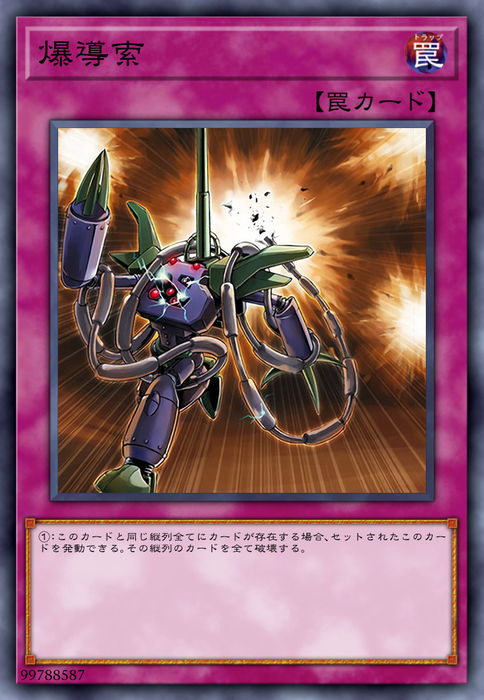 爆導索
トラップ
罠
【罠カード】
①:このカードと同じ縦列全てにカードが存在する場合、セットされたこのカー
ドを発動できる。その縦列のカードを全て破壊する。
99788587